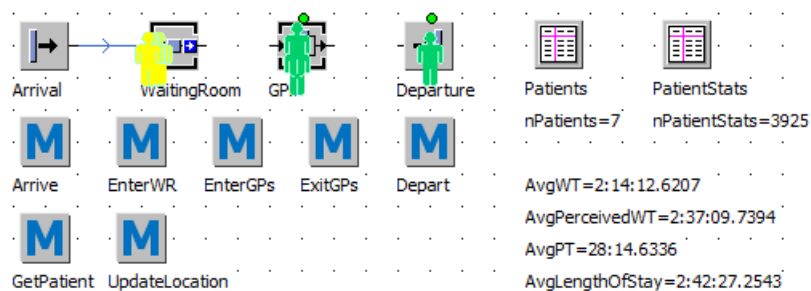 Arrival WaitingRoom GP Departure Patients PatientStats
nPatients=7 nPatientStats=3925
M M M M M
Arrive EnterWR EnterGPs ExitGPs Depart AvgWT=2:14:12.6207
AvgPerceivedWT=2:37:09.7394
M M
AvgPT=28:14.6336
GetPatient UpdateLocation AvgLengthOfStay=2:42:27.2543